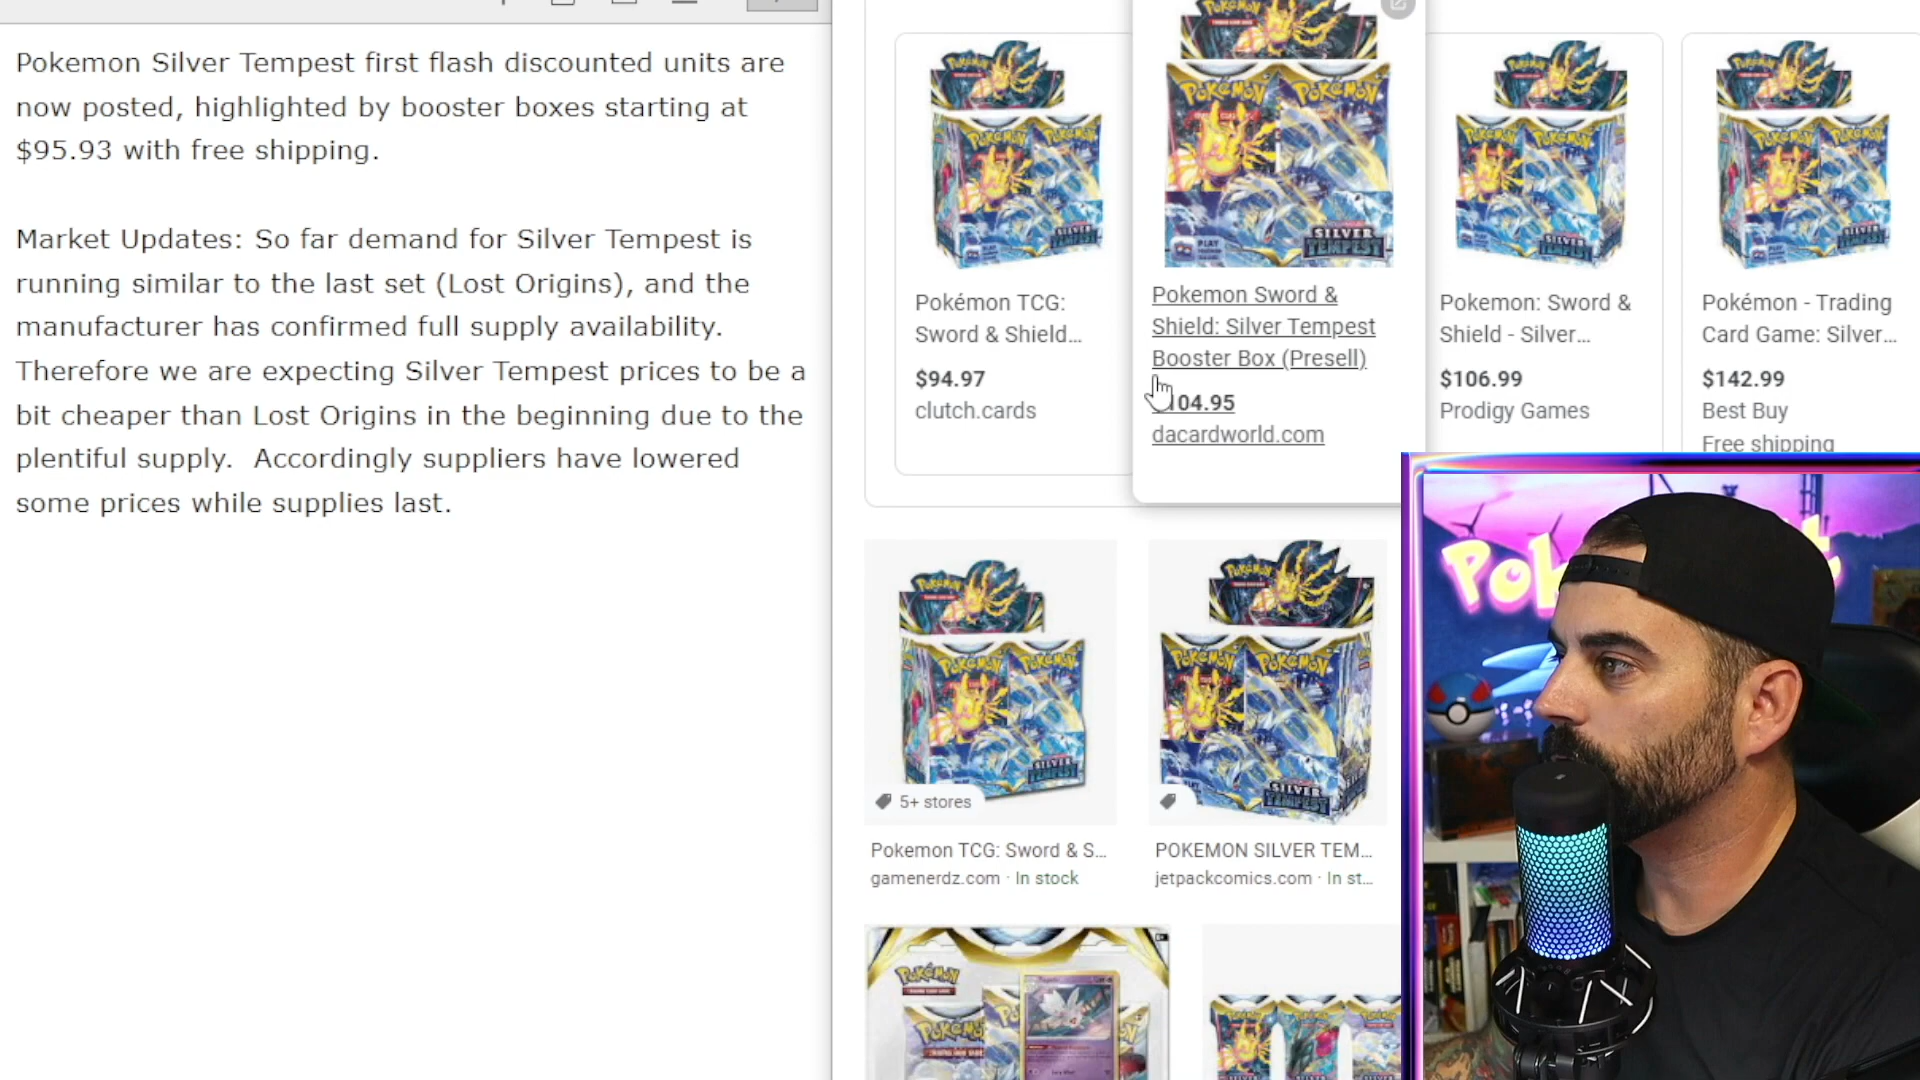 Pokemon Silver Tempest first flash discounted units are
now posted, highlighted by booster boxes starting at
$95.93 with free shipping.
Market Updates: So far demand for Silver Tempest is
running similar to the last set (Lost Origins), and the
manufacturer has confirmed full supply availability.
Therefore we are expecting Silver Tempest prices to be a
bit cheaper than Lost Origins in the beginning due to the
plentiful supply.  Accordingly suppliers have lowered
some prices while supplies last.
Pokémon TCG:
Sword & Shield...
$94.97
clutch.cards
Pokemon Sword &
Shield: Silver Tempest
Booster Box (Presell)
104.95
dacardworld.com
Pokemon: Sword &
Shield - Silver...
$106.99
Prodigy Games
Pokémon - Trading
Card Game: Silver...
$142.99
Best Buy
Free shipping
5+ stores
Pokemon TCG: Sword & S...
gamenerdz.com · In stock
POKEMON SILVER TEM...
jetpackcomics.com · In st...
POKÉMON
POKÉMON
SILVER
TEMPEST